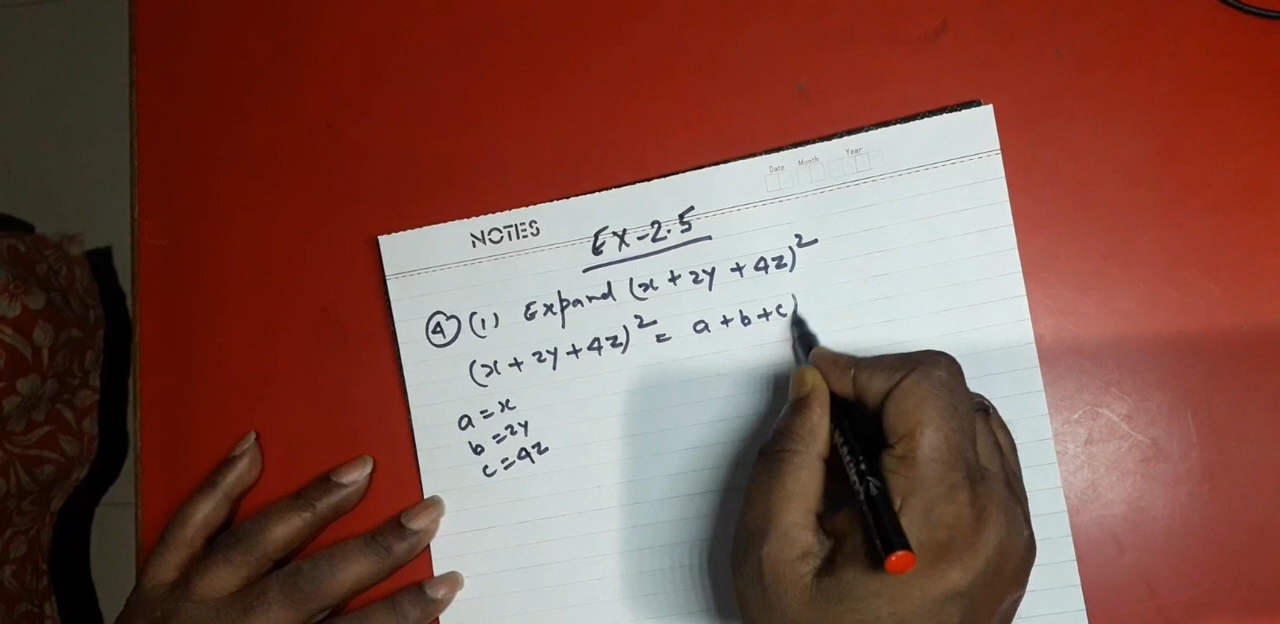 Date Month Year
NOTES
Ex-2.5
4 (1) Expand (x + 2y + 4z)²
(x + 2y + 4z)² = a + b + c)
a = x
b = 2y
c = 4z